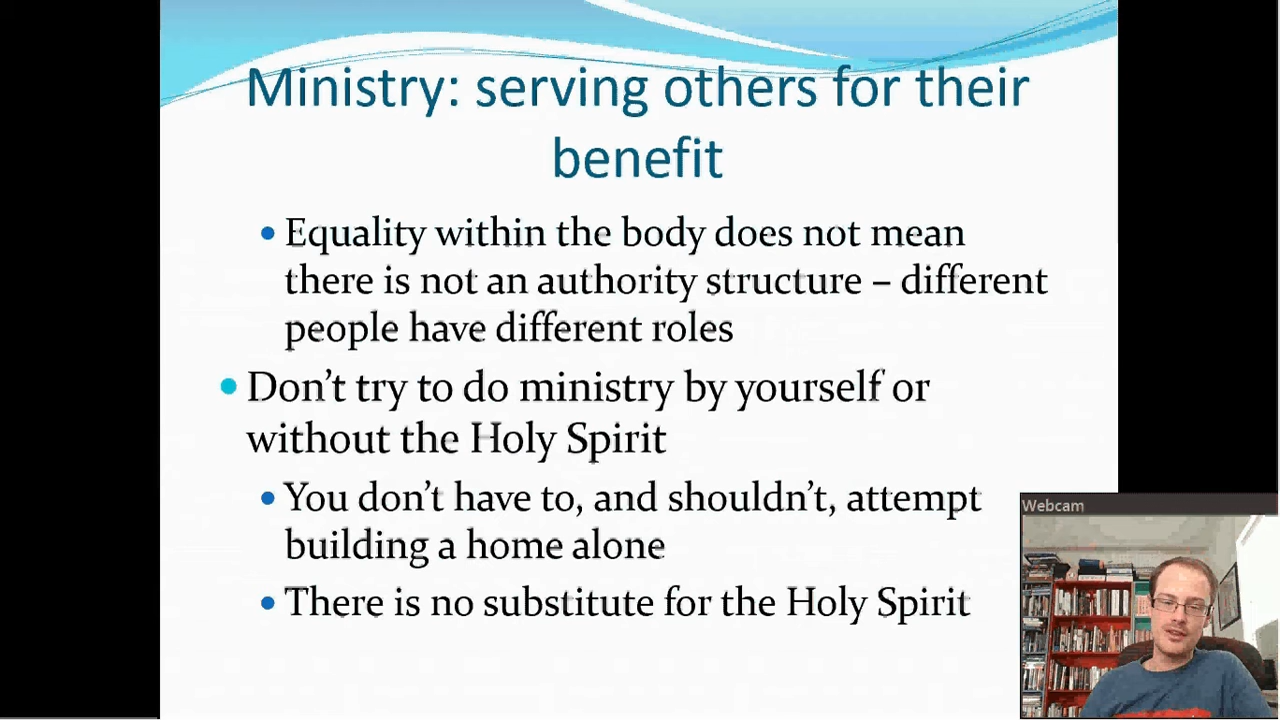 Ministry: serving others for their
benefit
• Equality within the body does not mean
there is not an authority structure – different
people have different roles
• Don’t try to do ministry by yourself or
without the Holy Spirit
• You don’t have to, and shouldn’t, attempt
building a home alone
• There is no substitute for the Holy Spirit
Webcam